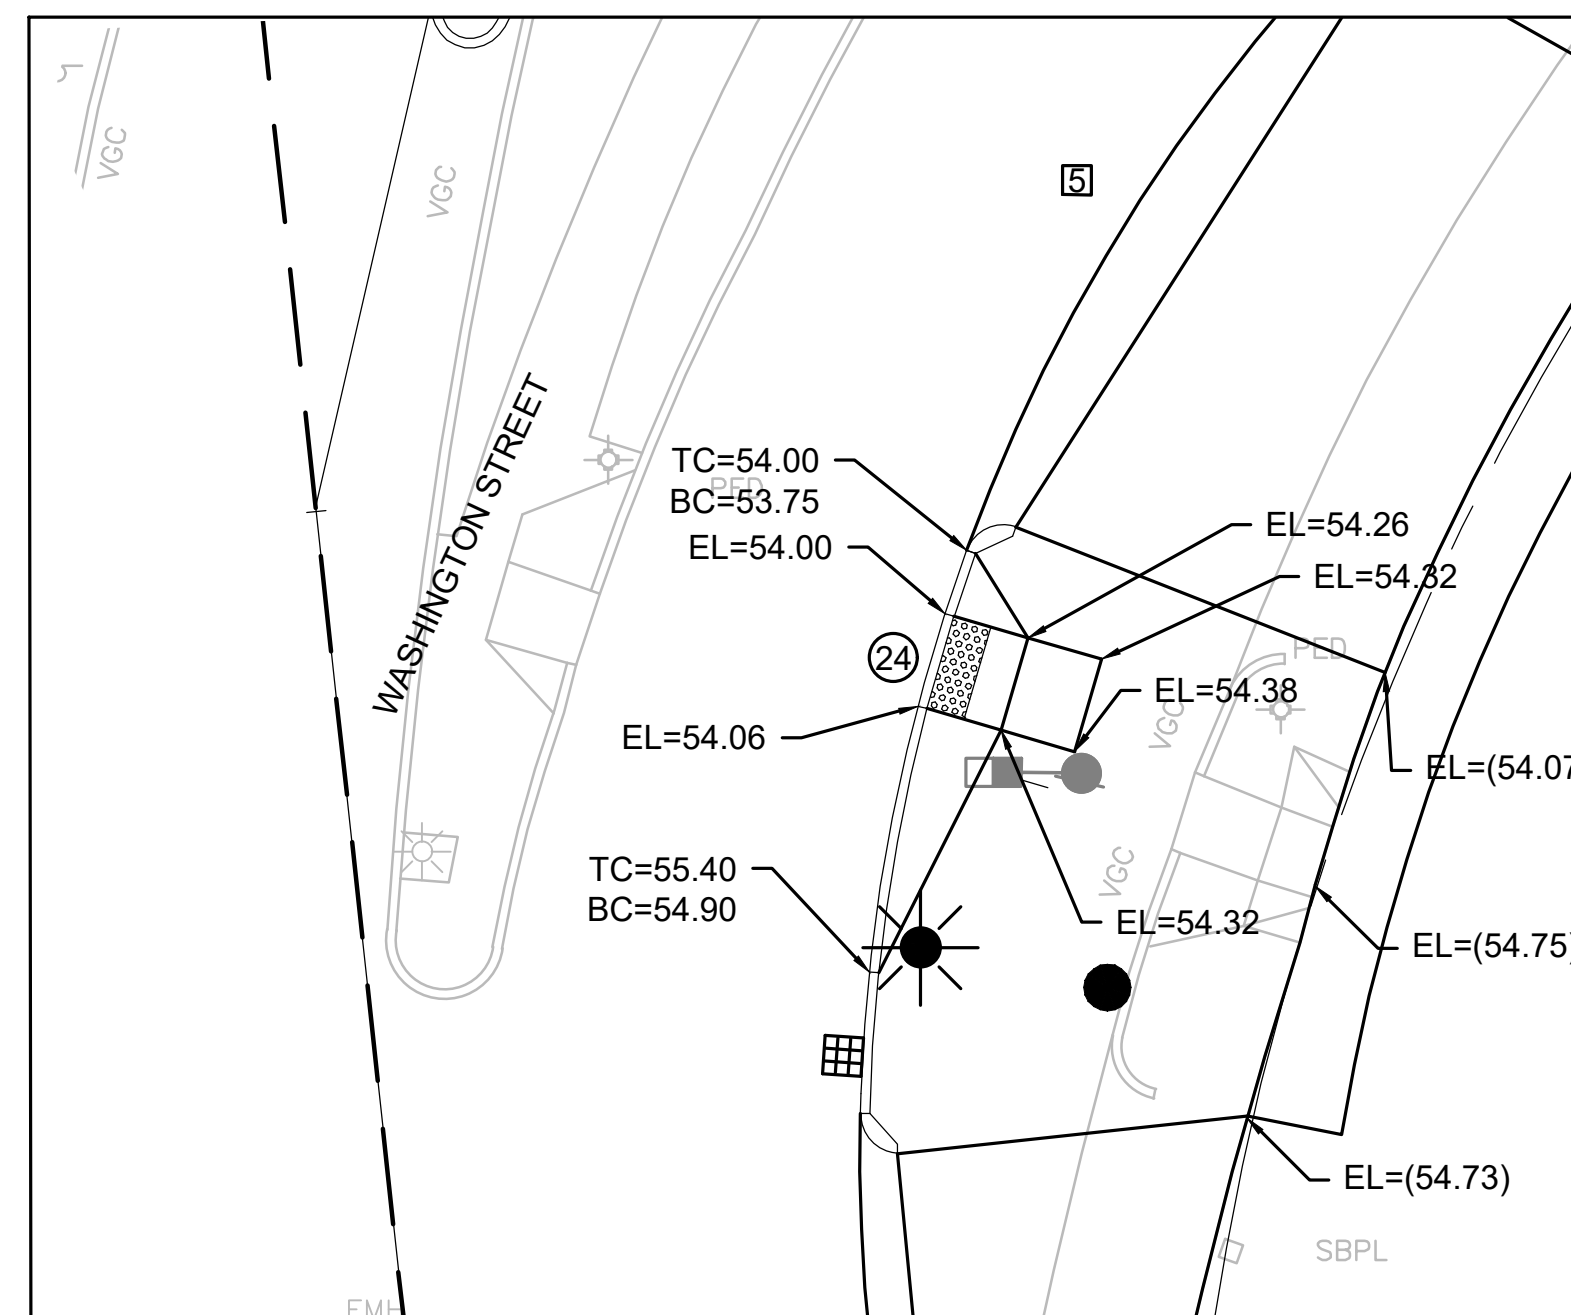 VGC
VGC
5
WASHINGTON STREET
TC=54.00
BC=53.75
PED
EL=54.00
EL=54.26
EL=54.32
24
PED
EL=54.38
VGC
EL=54.06
EL=(54.07
TC=55.40
BC=54.90
VGC
EL=54.32
EL=(54.75)
EL=(54.73)
SBPL
EMH